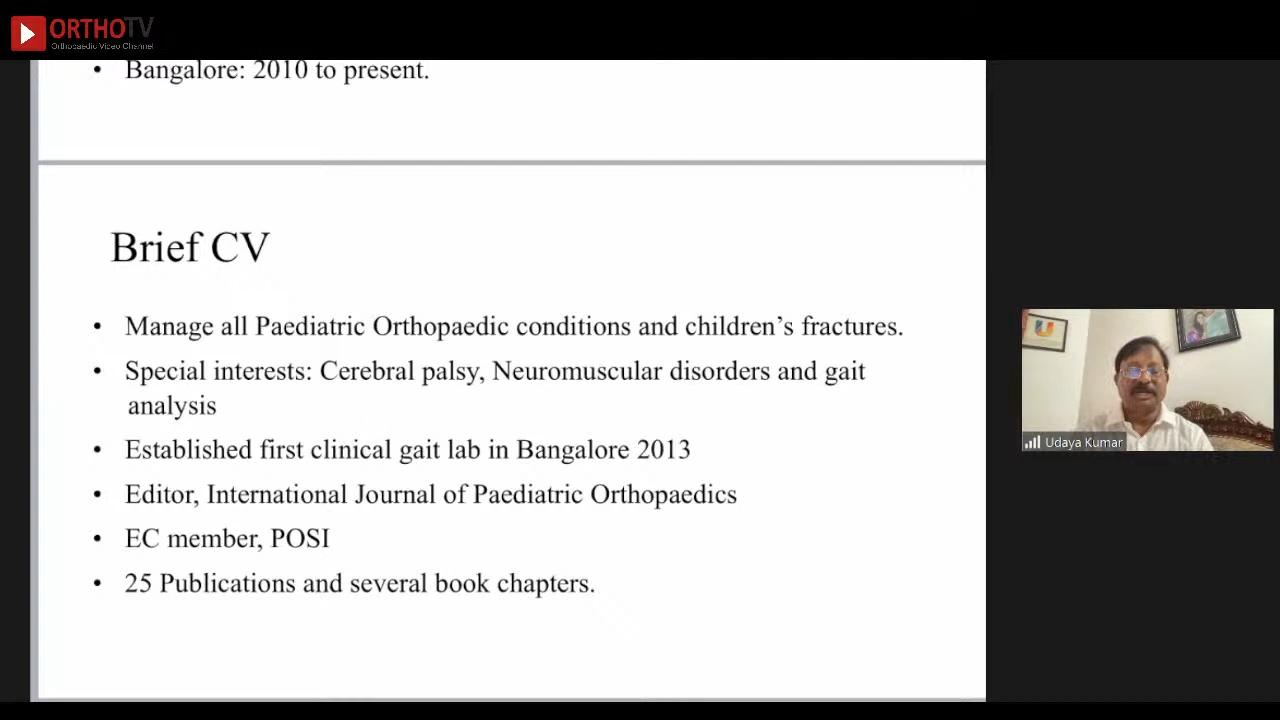 ORTHOTV
Orthopaedic Video Channel
• Bangalore: 2010 to present.
Brief CV
• Manage all Paediatric Orthopaedic conditions and children’s fractures.
• Special interests: Cerebral palsy, Neuromuscular disorders and gait
analysis
• Established first clinical gait lab in Bangalore 2013
• Editor, International Journal of Paediatric Orthopaedics
• EC member, POSI
• 25 Publications and several book chapters.
Udaya Kumar